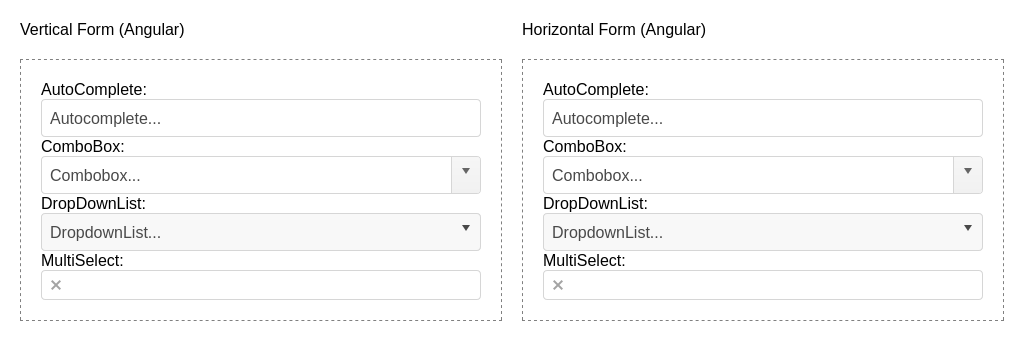 Vertical Form (Angular)
AutoComplete:
Autocomplete...
ComboBox:
Combobox...
DropDownList:
DropdownList...
MultiSelect:
Horizontal Form (Angular)
AutoComplete:
Autocomplete...
ComboBox:
Combobox...
DropDownList:
DropdownList...
MultiSelect: